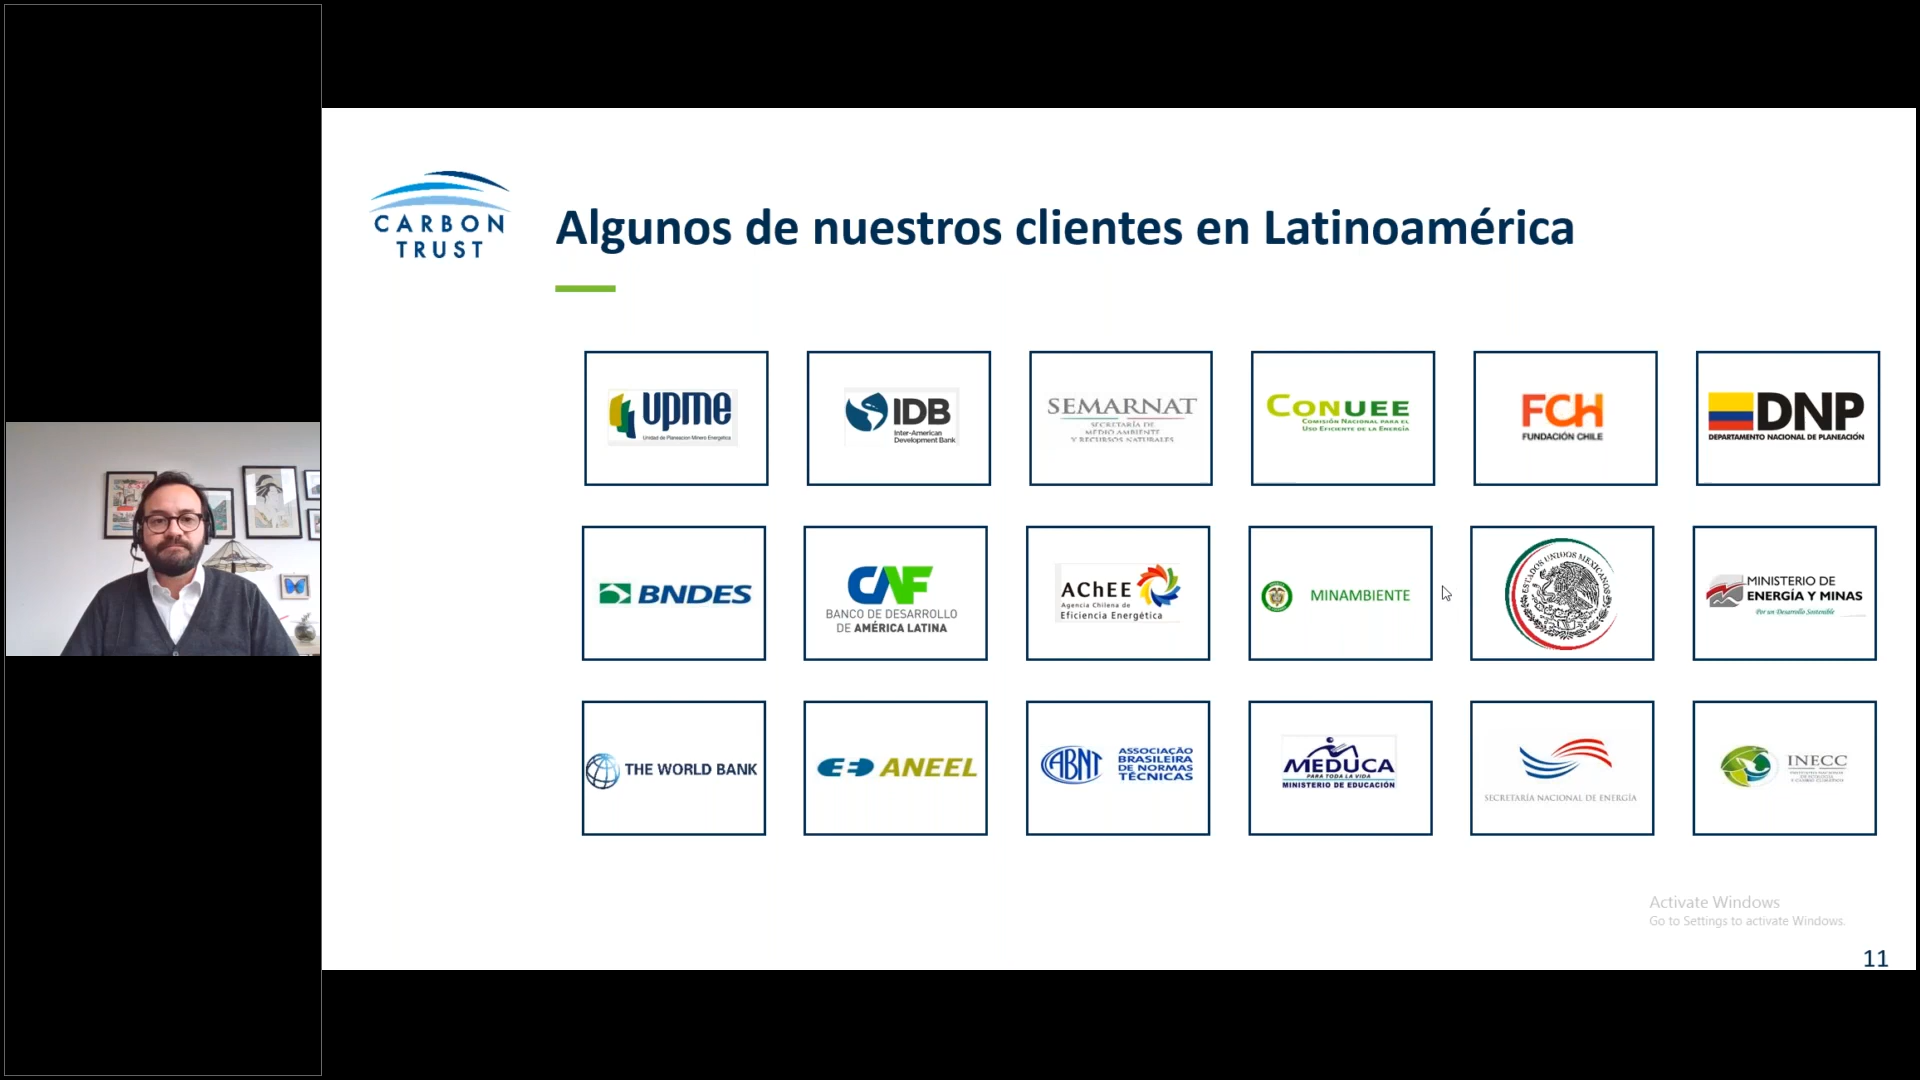 CARBON
TRUST
Algunos de nuestros clientes en Latinoamérica
upme
Unidad de Planeacion Minero Energética
IDB
Inter-American
Development Bank
SEMARNAT
SECRETARÍA DE
MEDIO AMBIENTE
Y RECURSOS NATURALES
CONUEE
COMISIÓN NACIONAL PARA EL
USO EFICIENTE DE LA ENERGÍA
FCH
FUNDACIÓN CHILE
DNP
DEPARTAMENTO NACIONAL DE PLANEACIÓN
BNDES
CAF
BANCO DE DESARROLLO
DE AMÉRICA LATINA
AChEE
Agencia Chilena de
Eficiencia Energética
MINAMBIENTE
ESTADOS UNIDOS MEXICANOS
MINISTERIO DE
ENERGÍA Y MINAS
Por un Desarrollo Sostenible
THE WORLD BANK
ANEEL
ABNT
ASSOCIAÇÃO
BRASILEIRA
DE NORMAS
TÉCNICAS
MEDUCA
PARA TODA LA VIDA
MINISTERIO DE EDUCACIÓN
SECRETARÍA NACIONAL DE ENERGÍA
INECC
Activate Windows
Go to Settings to activate Windows.
11